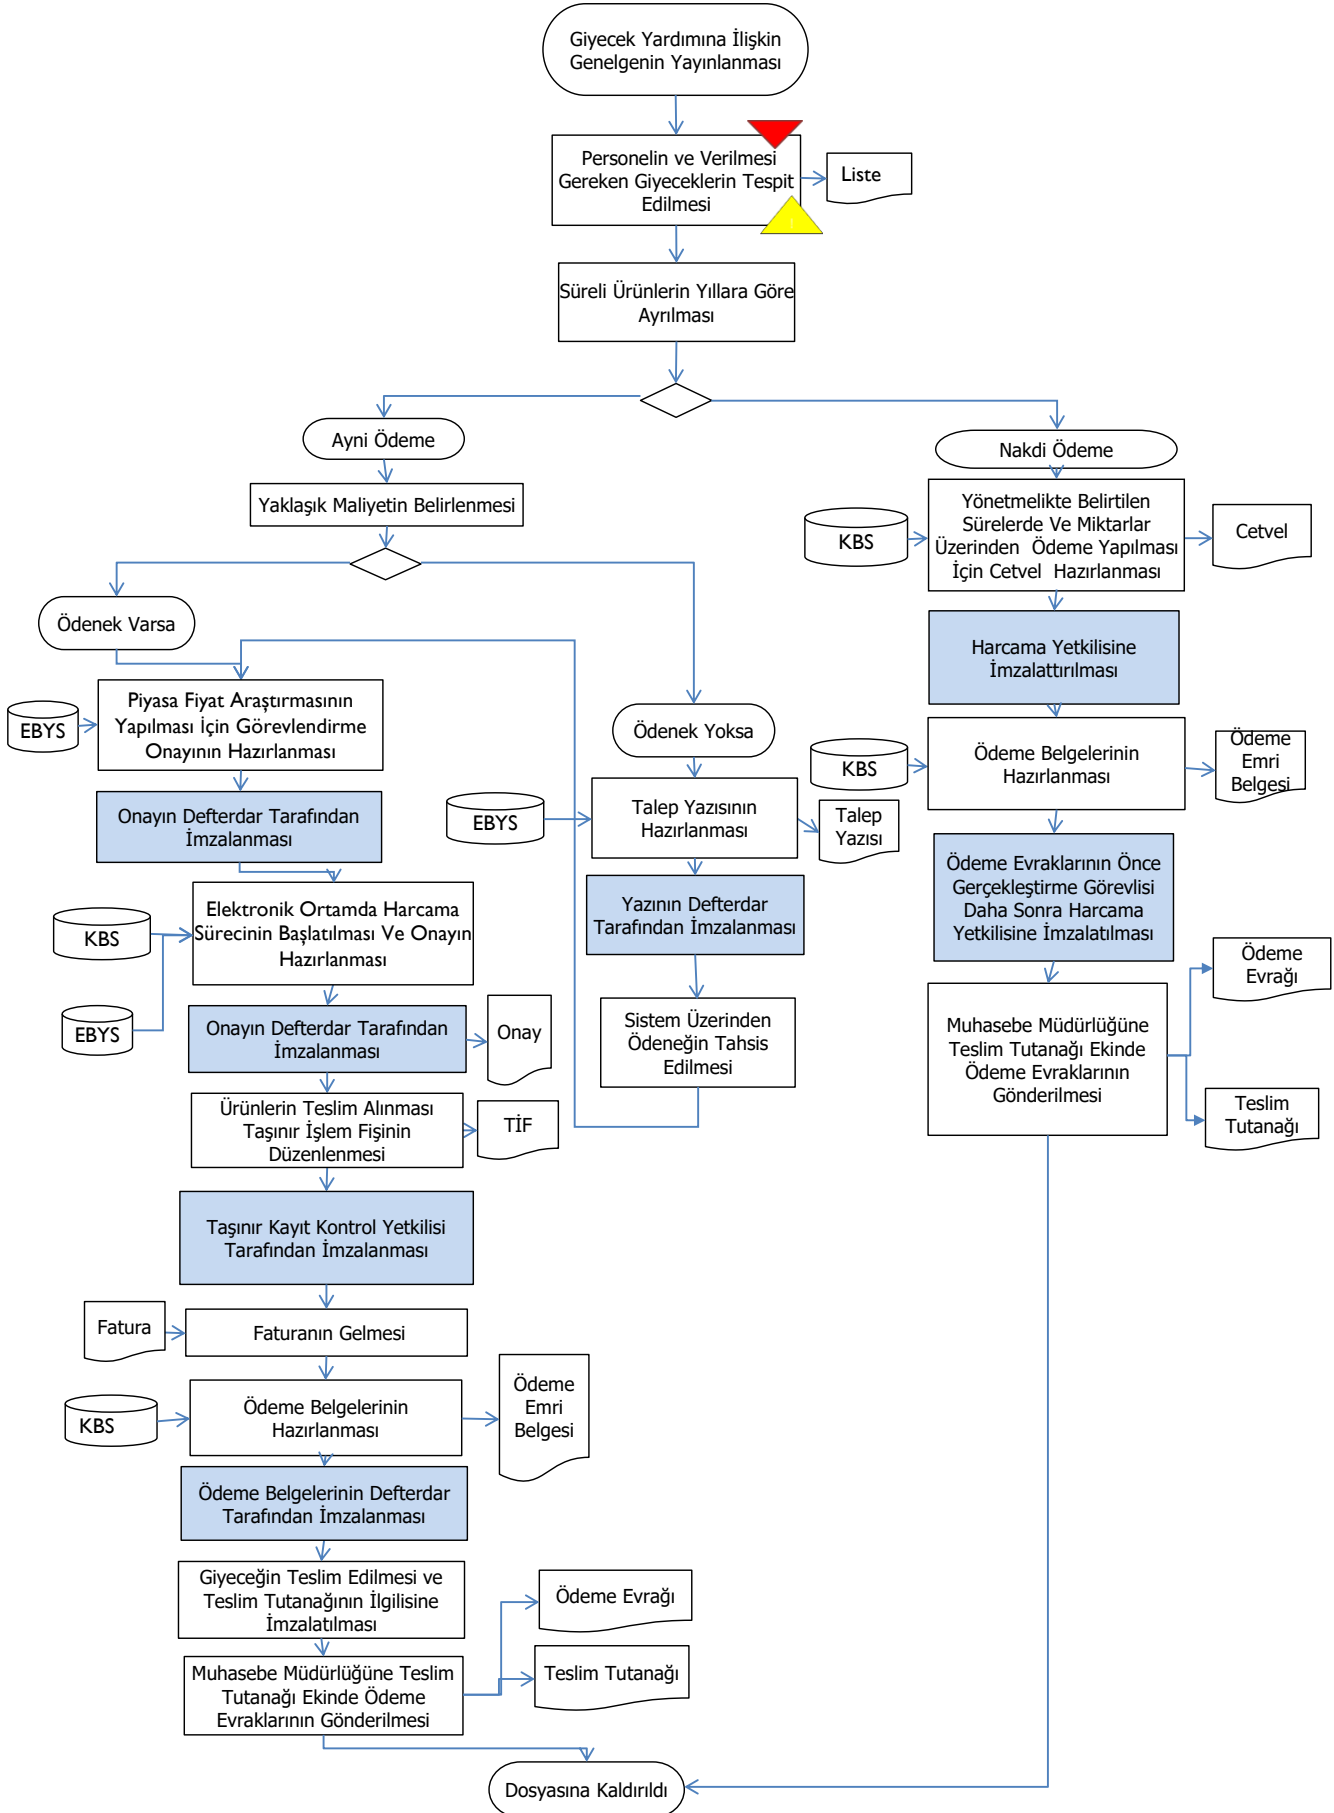 Giyecek Yardımına İlişkin
Genelgenin Yayınlanması
Personelin ve Verilmesi
Gereken Giyeceklerin Tespit
Edilmesi
Liste
Süreli Ürünlerin Yıllara Göre
Ayrılması
Ayni Ödeme
Nakdi Ödeme
Yaklaşık Maliyetin Belirlenmesi
KBS
Yönetmelikte Belirtilen
Sürelerde Ve Miktarlar
Üzerinden Ödeme Yapılması
İçin Cetvel Hazırlanması
Cetvel
Ödenek Varsa
Harcama Yetkilisine
İmzalattırılması
EBYS
Piyasa Fiyat Araştırmasının
Yapılması İçin Görevlendirme
Onayının Hazırlanması
Ödenek Yoksa
KBS
Ödeme Belgelerinin
Hazırlanması
Ödeme
Emri
Belgesi
Onayın Defterdar Tarafından
İmzalanması
EBYS
Talep Yazısının
Hazırlanması
Talep
Yazısı
Ödeme Evraklarının Önce
Gerçekleştirme Görevlisi
Daha Sonra Harcama
Yetkilisine İmzalatılması
Yazının Defterdar
Tarafından İmzalanması
KBS
EBYS
Elektronik Ortamda Harcama
Sürecinin Başlatılması Ve Onayın
Hazırlanması
Ödeme
Evrağı
Onayın Defterdar Tarafından
İmzalanması
Onay
Sistem Üzerinden
Ödeneğin Tahsis
Edilmesi
Muhasebe Müdürlüğüne
Teslim Tutanağı Ekinde
Ödeme Evraklarının
Gönderilmesi
Teslim
Tutanağı
Ürünlerin Teslim Alınması
Taşınır İşlem Fişinin
Düzenlenmesi
TİF
Taşınır Kayıt Kontrol Yetkilisi
Tarafından İmzalanması
Fatura
Faturanın Gelmesi
KBS
Ödeme Belgelerinin
Hazırlanması
Ödeme
Emri
Belgesi
Ödeme Belgelerinin Defterdar
Tarafından İmzalanması
Giyeceğin Teslim Edilmesi ve
Teslim Tutanağının İlgilisine
İmzalatılması
Ödeme Evrağı
Muhasebe Müdürlüğüne Teslim
Tutanağı Ekinde Ödeme
Evraklarının Gönderilmesi
Teslim Tutanağı
Dosyasına Kaldırıldı